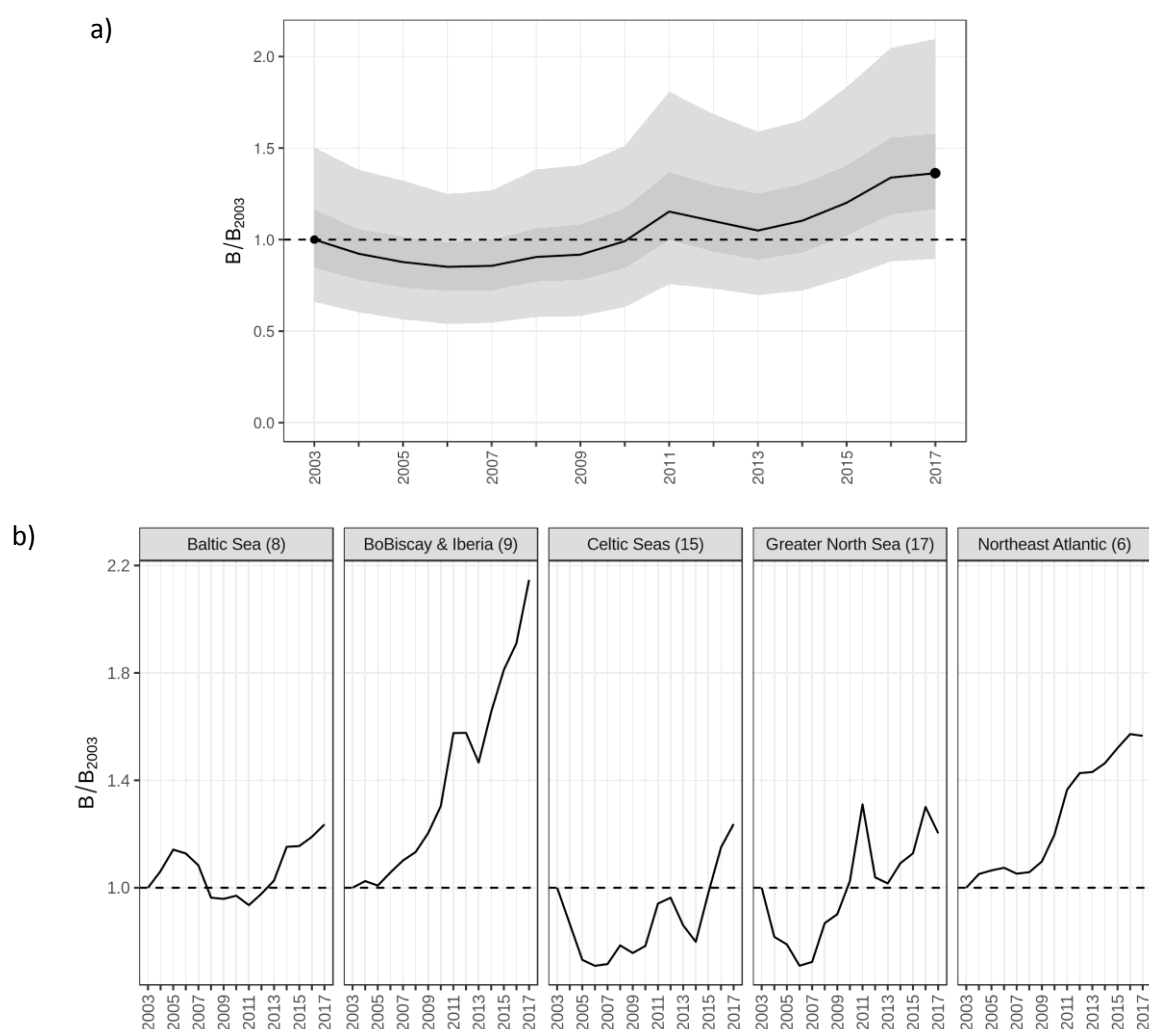 a)
2.0
1.5
1.0
0.5
0.0
B/B2003
2003 2005 2007 2009 2011 2013 2015 2017
b)
Baltic Sea (8) BoBiscay & Iberia (9) Celtic Seas (15) Greater North Sea (17) Northeast Atlantic (6)
2.2
1.8
1.4
1.0
B/B2003
2003 2005 2007 2009 2011 2013 2015 2017 2003 2005 2007 2009 2011 2013 2015 2017 2003 2005 2007 2009 2011 2013 2015 2017 2003 2005 2007 2009 2011 2013 2015 2017 2003 2005 2007 2009 2011 2013 2015 2017